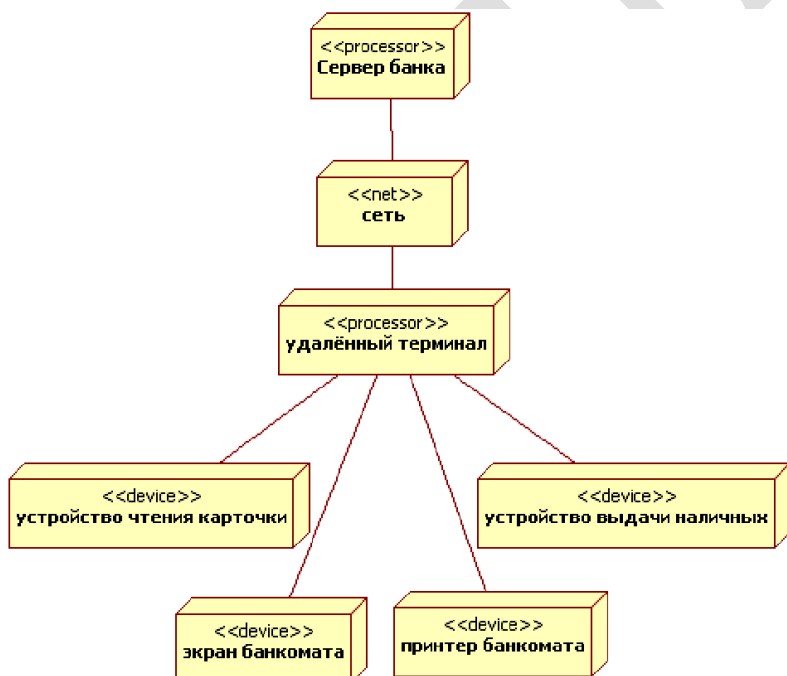 <<processor>>
Сервер банка
<<net>>
сеть
<<processor>>
удалённый терминал
<<device>>
устройство чтения карточки
<<device>>
устройство выдачи наличных
<<device>>
экран банкомата
<<device>>
принтер банкомата